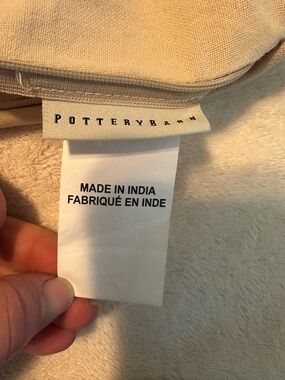 POTTERYBARN
MADE IN INDIA
FABRIQUÉ EN INDE